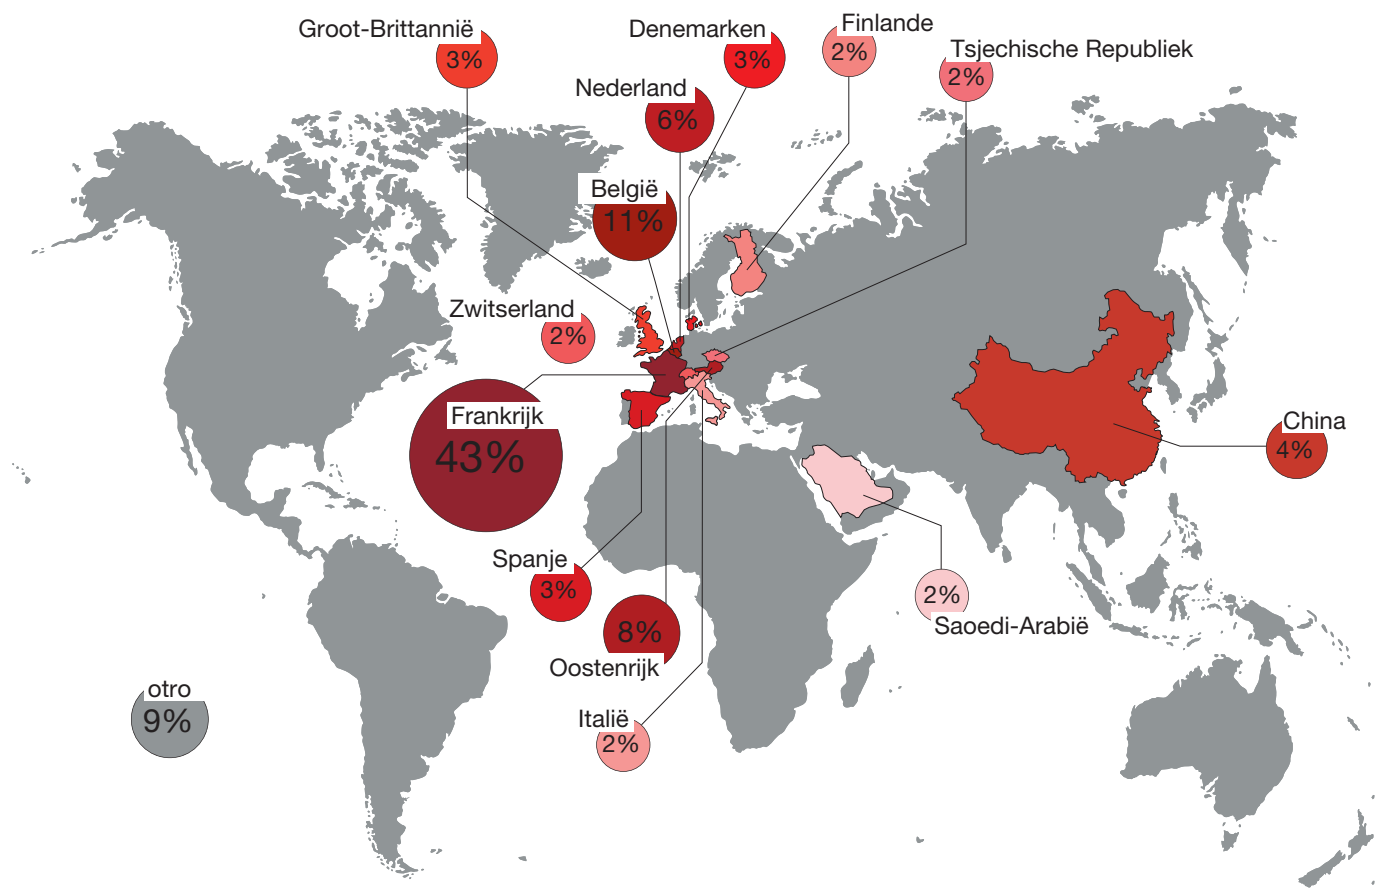 Groot-Brittannië
3%
Denemarken
3%
Finlande
2%
Tsjechische Republiek
2%
Nederland
6%
België
11%
Zwitserland
2%
Frankrijk
43%
China
4%
Spanje
3%
8%
Oostenrijk
2%
Saoedi-Arabië
otro
9%
Italië
2%